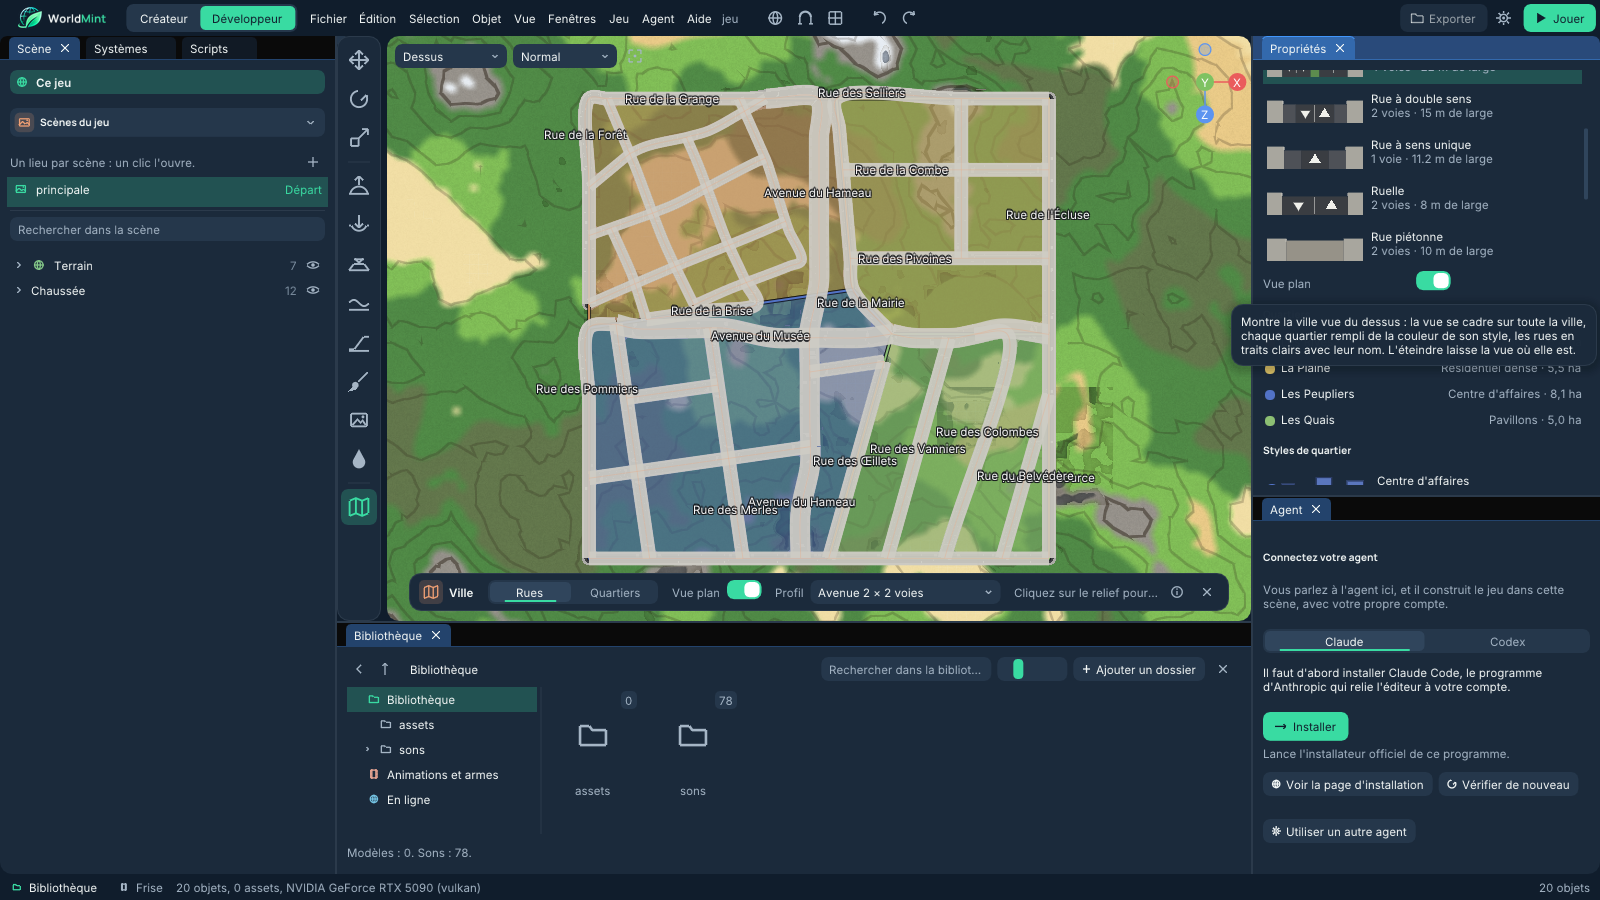 WorldMint
Créateur
Développeur
Fichier
Édition
Sélection
Objet
Vue
Fenêtres
Jeu
Agent
Aide
jeu
Exporter
Jouer
Scène
Systèmes
Scripts
Ce jeu
Scènes du jeu
Un lieu par scène : un clic l'ouvre.
principale
Départ
Rechercher dans la scène
Terrain
7
Chaussée
12
Dessus
Normal
Y
X
Z
Rue de la Grange
Rue des Selliers
Rue de la Forêt
Rue de la Combe
Avenue du Hameau
Rue de l'Écluse
Rue des Pivoines
Rue de la Mairie
Rue de la Brise
Avenue du Musée
Rue des Pommiers
Rue des Colombes
Rue des Vanniers
Rue des Œillets
Rue du Belvédère
Avenue du Hameau
Rue des Merles
Ville
Rues
Quartiers
Vue plan
Profil
Avenue 2 × 2 voies
Cliquez sur le relief pour...
Propriétés
Rue à double sens
2 voies · 15 m de large
Rue à sens unique
1 voie · 11.2 m de large
Ruelle
2 voies · 8 m de large
Rue piétonne
2 voies · 10 m de large
Vue plan
Montre la ville vue du dessus : la vue se cadre sur toute la ville,
chaque quartier rempli de la couleur de son style, les rues en
traits clairs avec leur nom. L'éteindre laisse la vue où elle est.
La Plaine
Résidentiel dense · 5,5 ha
Les Peupliers
Centre d'affaires · 8,1 ha
Les Quais
Pavillons · 5,0 ha
Styles de quartier
Centre d'affaires
Agent
Connectez votre agent
Vous parlez à l'agent ici, et il construit le jeu dans cette
scène, avec votre propre compte.
Claude
Codex
Il faut d'abord installer Claude Code, le programme
d'Anthropic qui relie l'éditeur à votre compte.
Installer
Lance l'installateur officiel de ce programme.
Voir la page d'installation
Vérifier de nouveau
Utiliser un autre agent
Bibliothèque
Bibliothèque
Rechercher dans la bibliot...
+ Ajouter un dossier
Bibliothèque
assets
sons
Animations et armes
En ligne
0
78
assets
sons
Modèles : 0. Sons : 78.
Bibliothèque
Frise
20 objets, 0 assets, NVIDIA GeForce RTX 5090 (vulkan)
20 objets